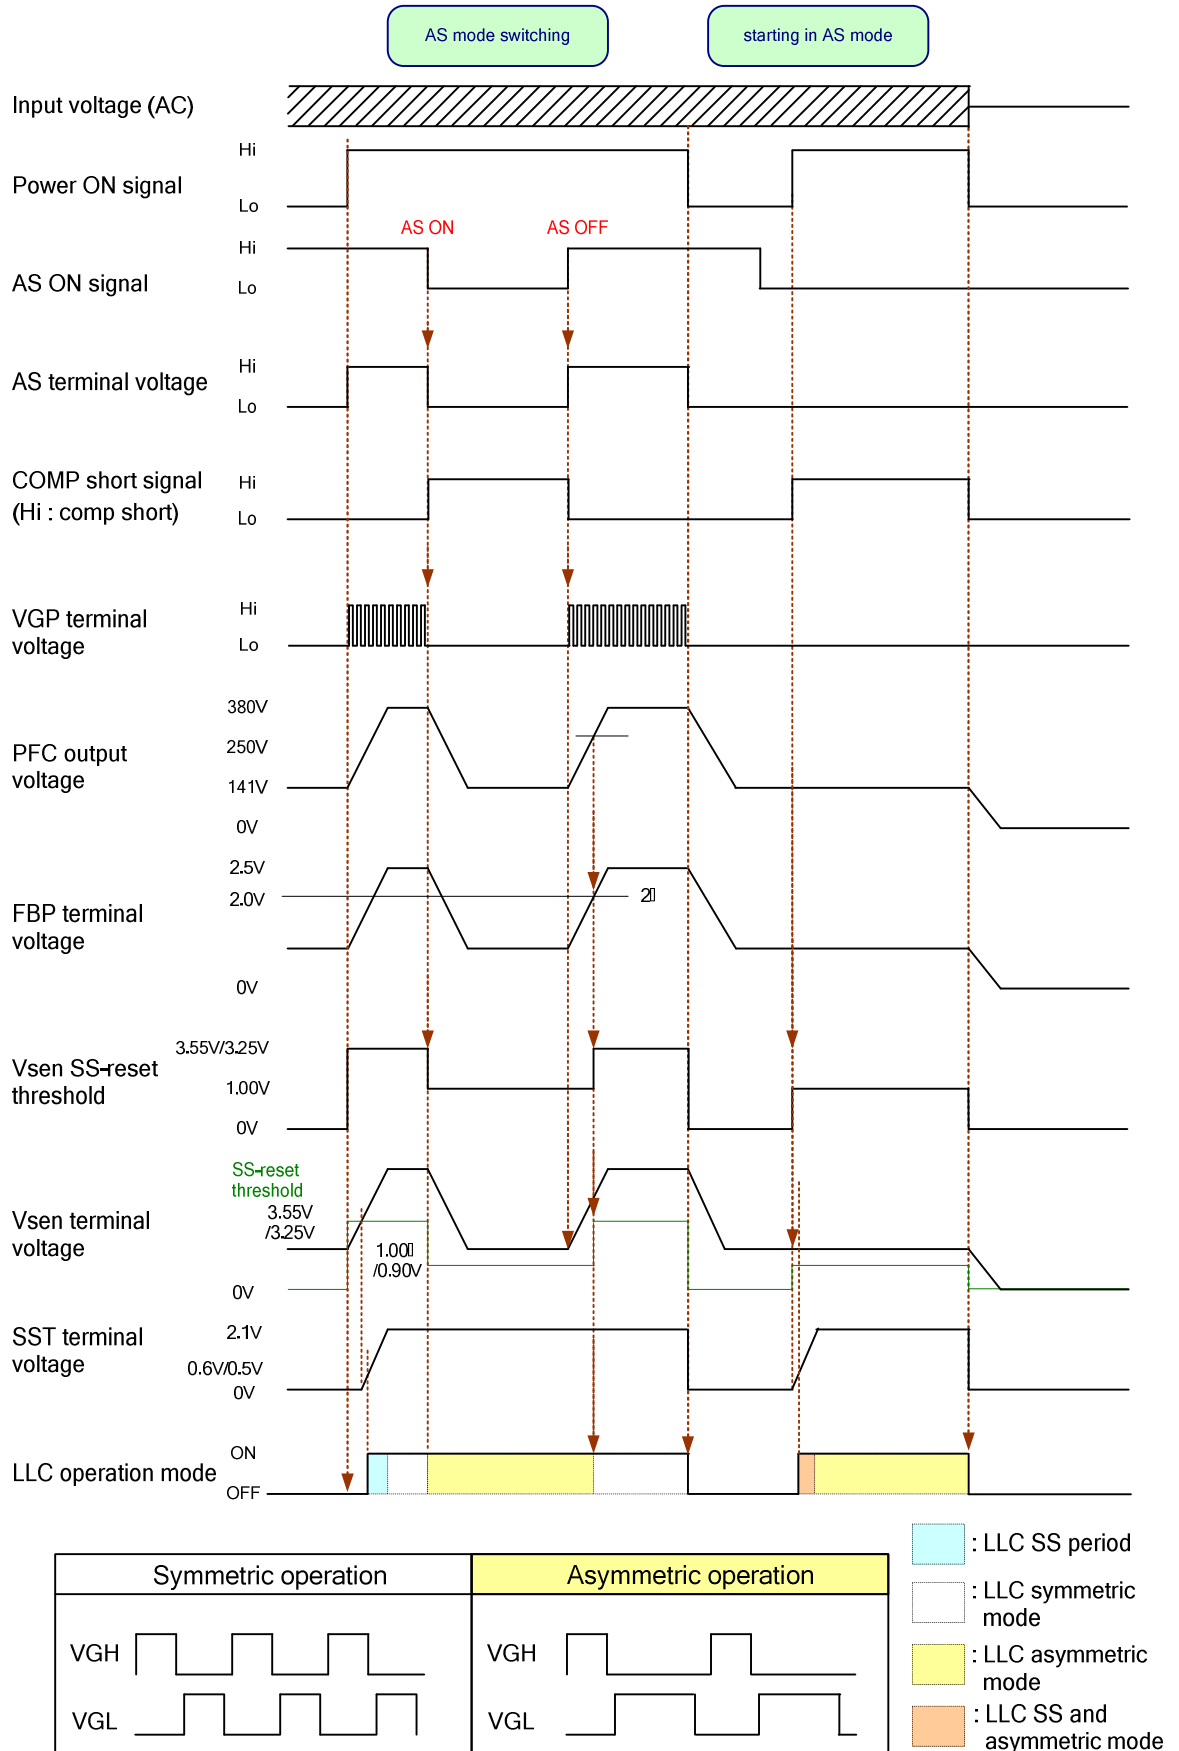 AS mode switching
starting in AS mode
Input voltage (AC)
Hi
Power ON signal
Lo
AS ON
AS OFF
Hi
AS ON signal
Lo
Hi
AS terminal voltage
Lo
COMP short signal
(Hi : comp short)
Hi
Lo
VGP terminal
voltage
Hi
Lo
380V
250V
PFC output
voltage
141V
0V
2.5V
2.0V
2▯
FBP terminal
voltage
0V
3.55V/3.25V
Vsen SS-reset
threshold
1.00V
0V
SS-reset
threshold
3.55V
/3.25V
Vsen terminal
voltage
1.00▯
/0.90V
0V
SST terminal
voltage
2.1V
0.6V/0.5V
0V
ON
LLC operation mode
OFF
Symmetric operation
Asymmetric operation
VGH
VGL
VGH
VGL
: LLC SS period
: LLC symmetric
mode
: LLC asymmetric
mode
: LLC SS and
asymmetric mode